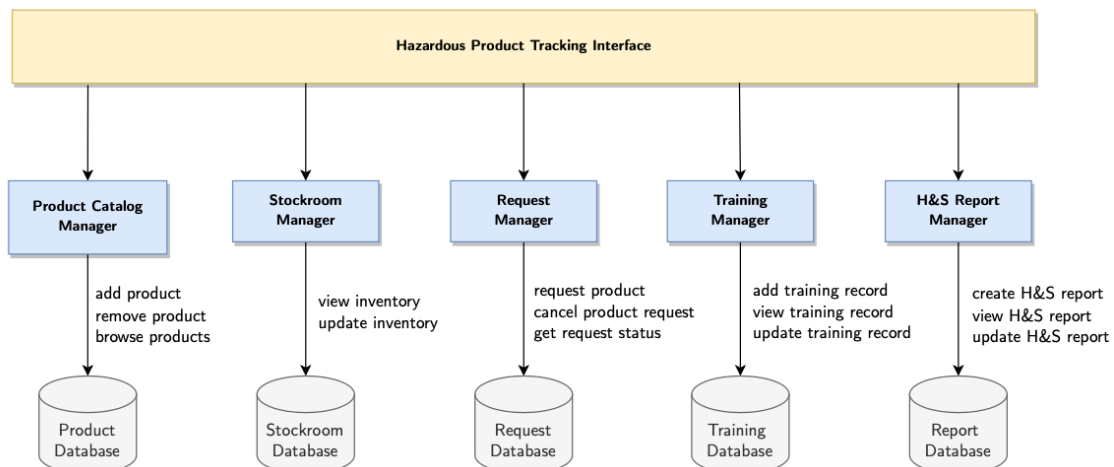 Hazardous Product Tracking Interface
Product Catalog
Manager
Stockroom
Manager
Request
Manager
Training
Manager
H&S Report
Manager
add product
remove product
browse products
view inventory
update inventory
request product
cancel product request
get request status
add training record
view training record
update training record
create H&S report
view H&S report
update H&S report
Product
Database
Stockroom
Database
Request
Database
Training
Database
Report
Database